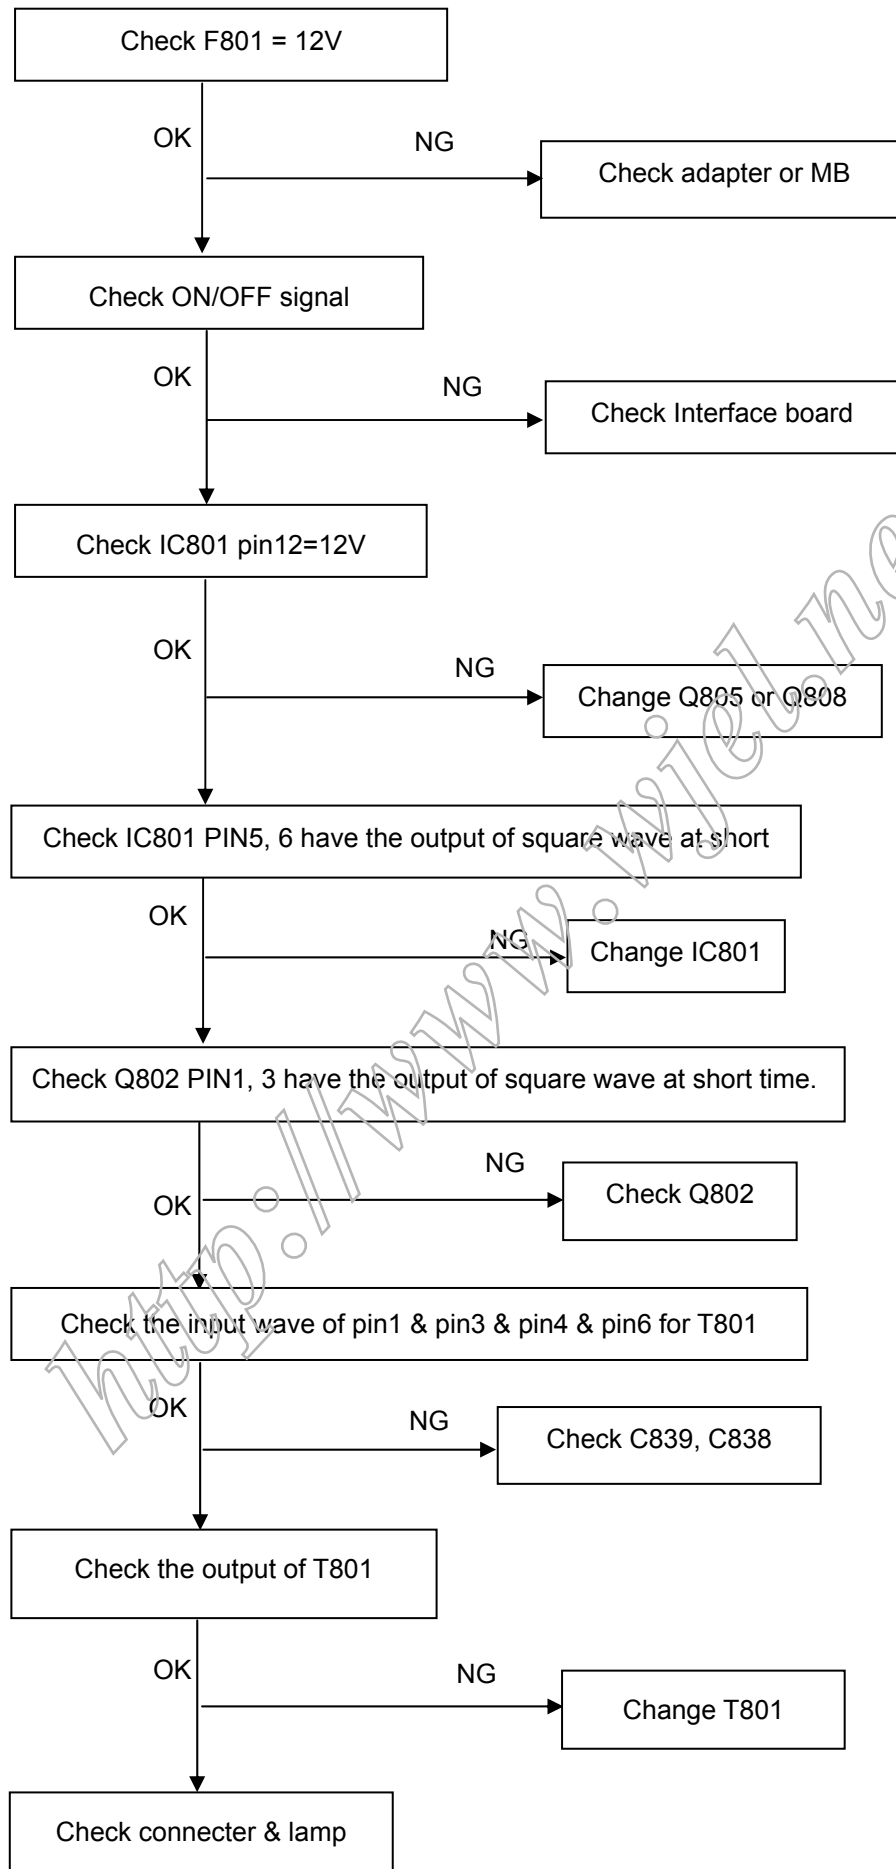 Check F801 = 12V
OK
NG
Check adapter or MB
Check ON/OFF signal
OK
NG
Check Interface board
Check IC801 pin12=12V
OK
NG
Change Q805 or Q808
Check IC801 PIN5, 6 have the output of square wave at short
OK
NG
Change IC801
Check Q802 PIN1, 3 have the output of square wave at short time.
NG
Check Q802
OK
Check the input wave of pin1 & pin3 & pin4 & pin6 for T801
OK
NG
Check C839, C838
Check the output of T801
OK
NG
Change T801
Check connecter & lamp
http://www.wjel.ne